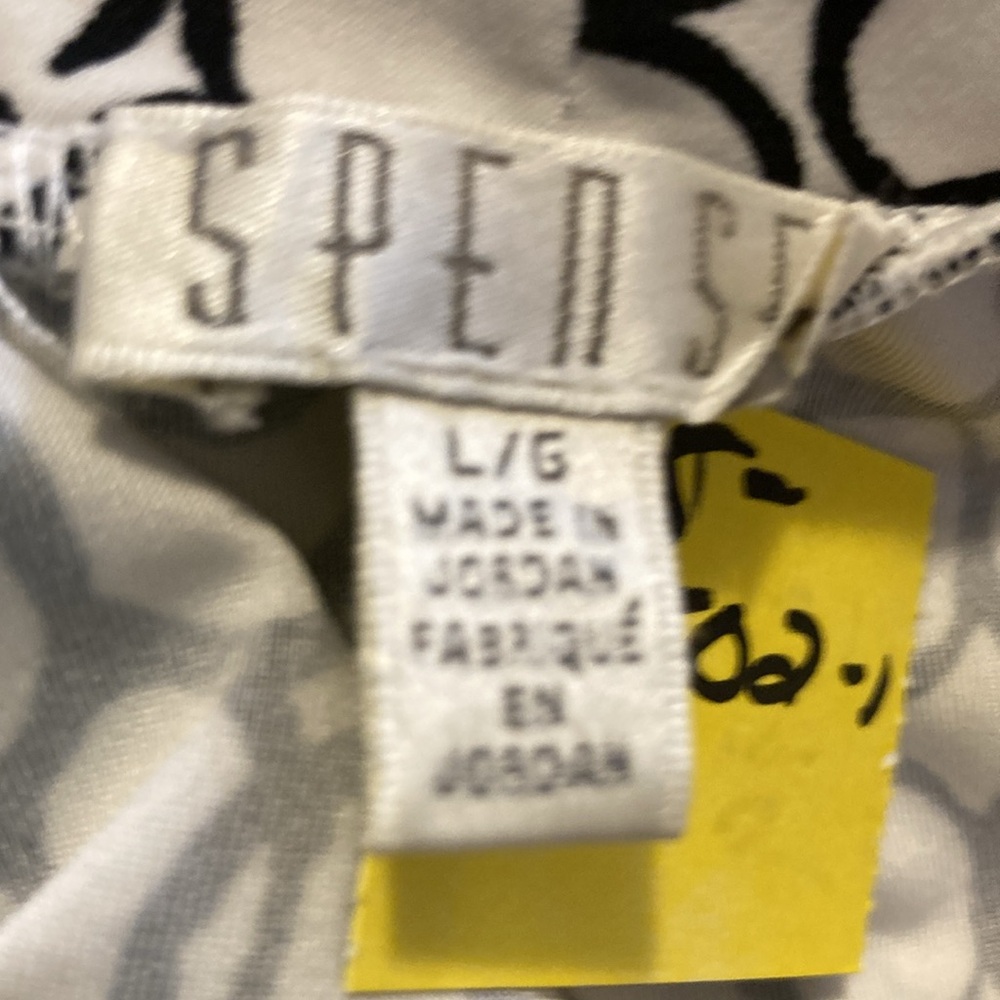 SPENSE
L/G
MADE IN
JORDAN
FABRIQUÉ
EN
JORDAN